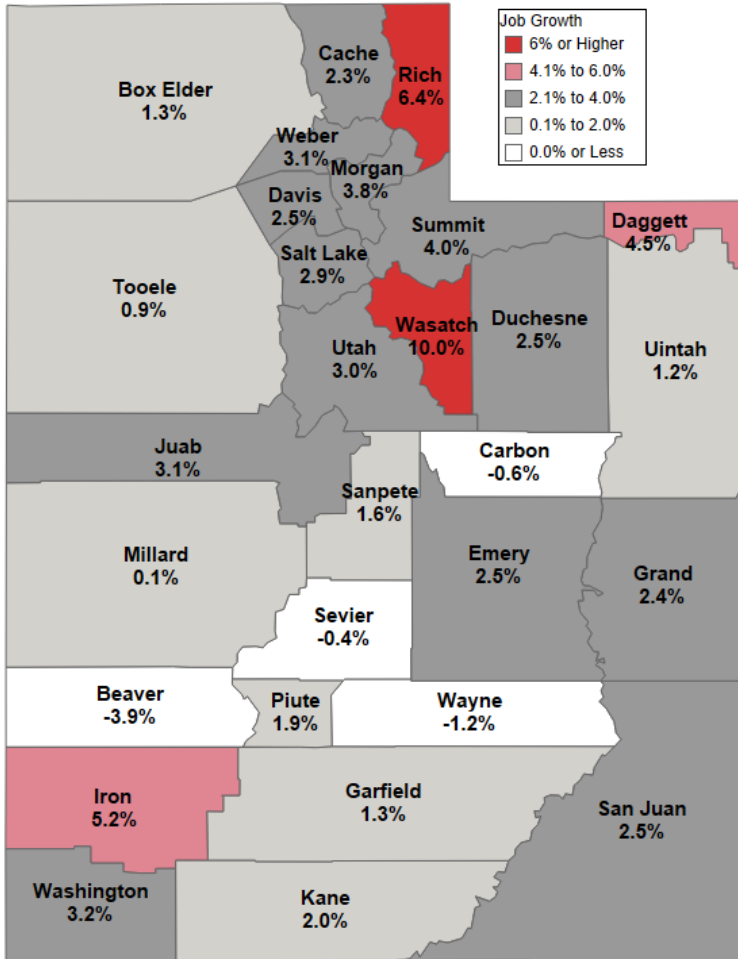 Job Growth
6% or Higher
4.1% to 6.0%
2.1% to 4.0%
0.1% to 2.0%
0.0% or Less
Cache
2.3%
Rich
6.4%
Box Elder
1.3%
Weber
3.1%
Morgan
3.8%
Davis
2.5%
Summit
4.0%
Daggett
4.5%
Salt Lake
2.9%
Tooele
0.9%
Wasatch
10.0%
Duchesne
2.5%
Utah
3.0%
Uintah
1.2%
Juab
3.1%
Carbon
-0.6%
Sanpete
1.6%
Millard
0.1%
Emery
2.5%
Grand
2.4%
Sevier
-0.4%
Beaver
-3.9%
Piute
1.9%
Wayne
-1.2%
Iron
5.2%
Garfield
1.3%
San Juan
2.5%
Washington
3.2%
Kane
2.0%